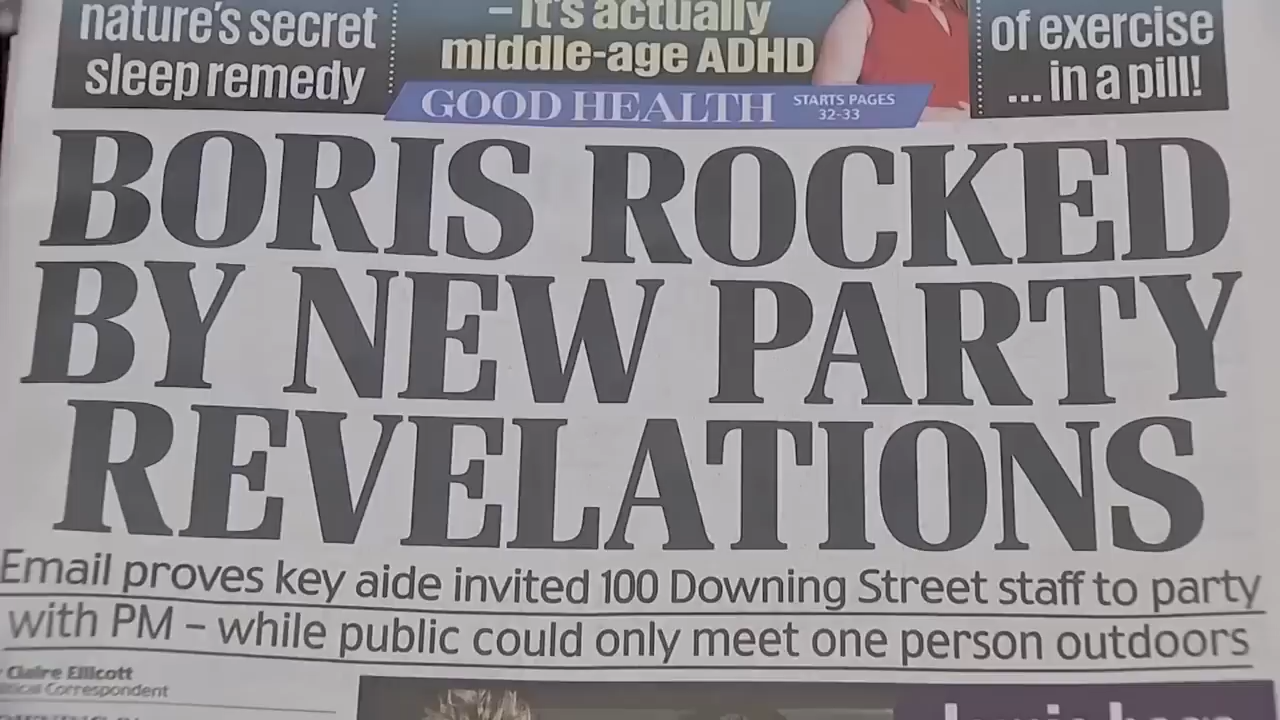 nature's secret
sleep remedy
– it's actually
middle-age ADHD
of exercise
... in a pill!
GOOD HEALTH STARTS PAGES
32-33
BORIS ROCKED
BY NEW PARTY
REVELATIONS
Email proves key aide invited 100 Downing Street staff to party
with PM – while public could only meet one person outdoors
Claire Ellicott
Correspondent